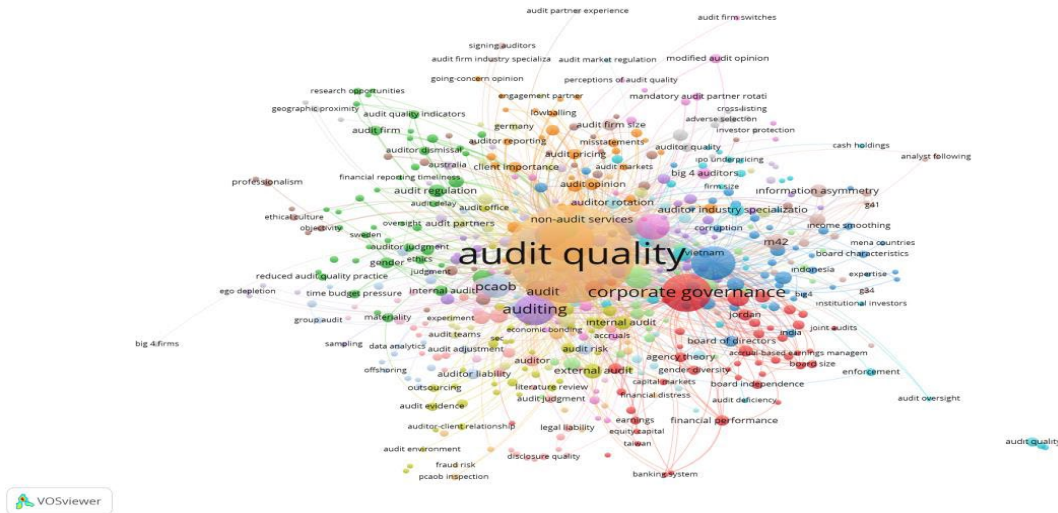 audit partner experience
audit firm switches
signing auditors
audit firm industry specializa
audit market regulation
modified audit opinion
going-concern opinion
perceptions of audit quality
research opportunities
engagement partner
mandatory audit partner rotati
geographic proximity
audit quality indicators
lowballing
cross-listing
adverse selection
audit firm
germany
audit firm size
investor protection
auditor dismissal
auditor reporting
misstatements
auditor quality
cash holdings
australia
client importance
audit pricing
audit markets
ipo underpricing
analyst following
financial reporting timeliness
big 4 auditors
professionalism
audit regulation
audit opinion
firm size
information asymmetry
audit delay
audit office
auditor rotation
auditor industry specializatio
g41
ethical culture
objectivity
oversight
audit partners
non-audit services
corruption
income smoothing
sweden
auditor judgment
ethics
audit quality
vietnam
m42
mena countries
board characteristics
gender
judgment
reduced audit quality practice
pcaob
indonesia
expertise
ego depletion
time budget pressure
internal audit
audit
corporate governance
big4
g34
institutional investors
materiality
auditing
group audit
experiment
economic bonding
internal audit
jordan
joint audits
big 4 firms
sampling
data analytics
audit teams
sec
accruals
india
audit adjustment
audit risk
board of directors
offshoring
auditor
agency theory
accrual-based earnings managem
auditor liability
external audit
gender diversity
board size
enforcement
outsourcing
literature review
capital markets
board independence
audit evidence
audit judgment
financial distress
audit deficiency
audit oversight
auditor-client relationship
legal liability
earnings
financial performance
equity capital
audit environment
disclosure quality
taiwan
audit quality
fraud risk
banking system
pcaob inspection
VOSviewer